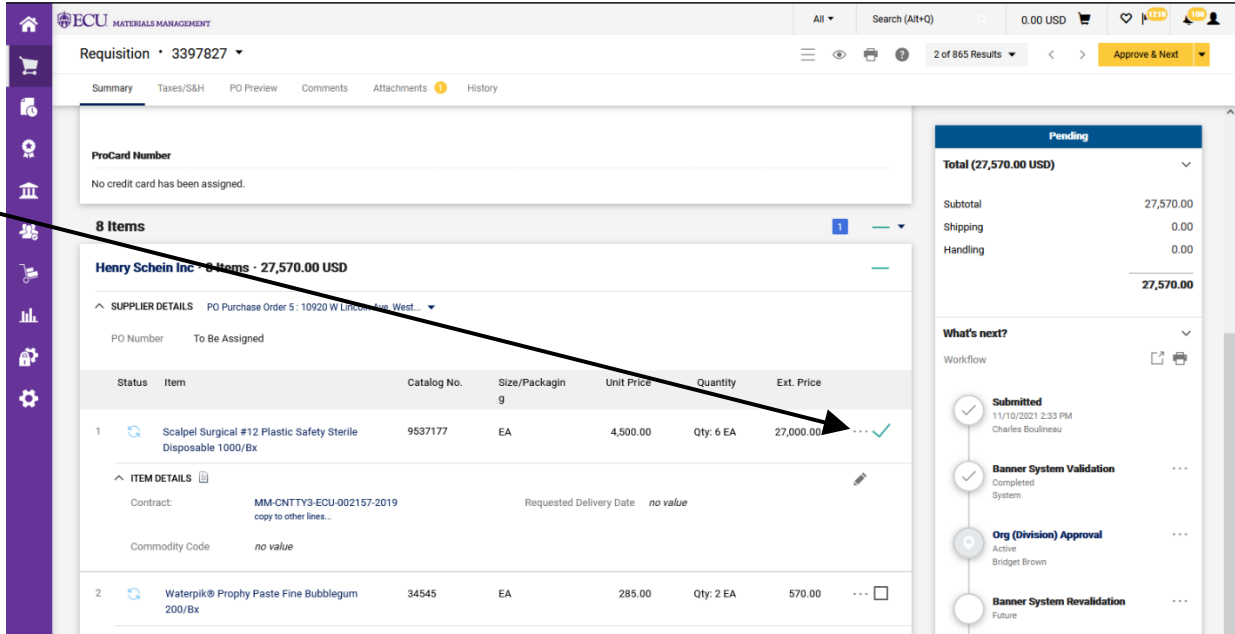 ECU MATERIALS MANAGEMENT
All
Search (Alt+Q)
0.00 USD
1210
Requisition · 3397827
2 of 865 Results
<
>
Approve & Next
Summary
Taxes/S&H
PO Preview
Comments
Attachments 1
History
ProCard Number
No credit card has been assigned.
8 Items
1
Henry Schein Inc · 8 Items · 27,570.00 USD
SUPPLIER DETAILS PO Purchase Order 5 : 10920 W Lincoln Ave, West...
PO Number To Be Assigned
Status Item Catalog No. Size/Packagin
g
Unit Price Quantity Ext. Price
1 Scalpel Surgical #12 Plastic Safety Sterile
Disposable 1000/Bx
9537177 EA 4,500.00 Qty: 6 EA 27,000.00 ...
ITEM DETAILS
Contract: MM-CNTTY3-ECU-002157-2019
copy to other lines...
Requested Delivery Date no value
Commodity Code no value
2 Waterpik® Prophy Paste Fine Bubblegum
200/Bx
34545 EA 285.00 Qty: 2 EA 570.00 ...
Pending
Total (27,570.00 USD)
Subtotal 27,570.00
Shipping 0.00
Handling 0.00
27,570.00
What's next?
Workflow
Submitted
11/10/2021 2:33 PM
Charles Boulineau
Banner System Validation ...
Completed
System
Org (Division) Approval ...
Active
Bridget Brown
Banner System Revalidation ...
Future